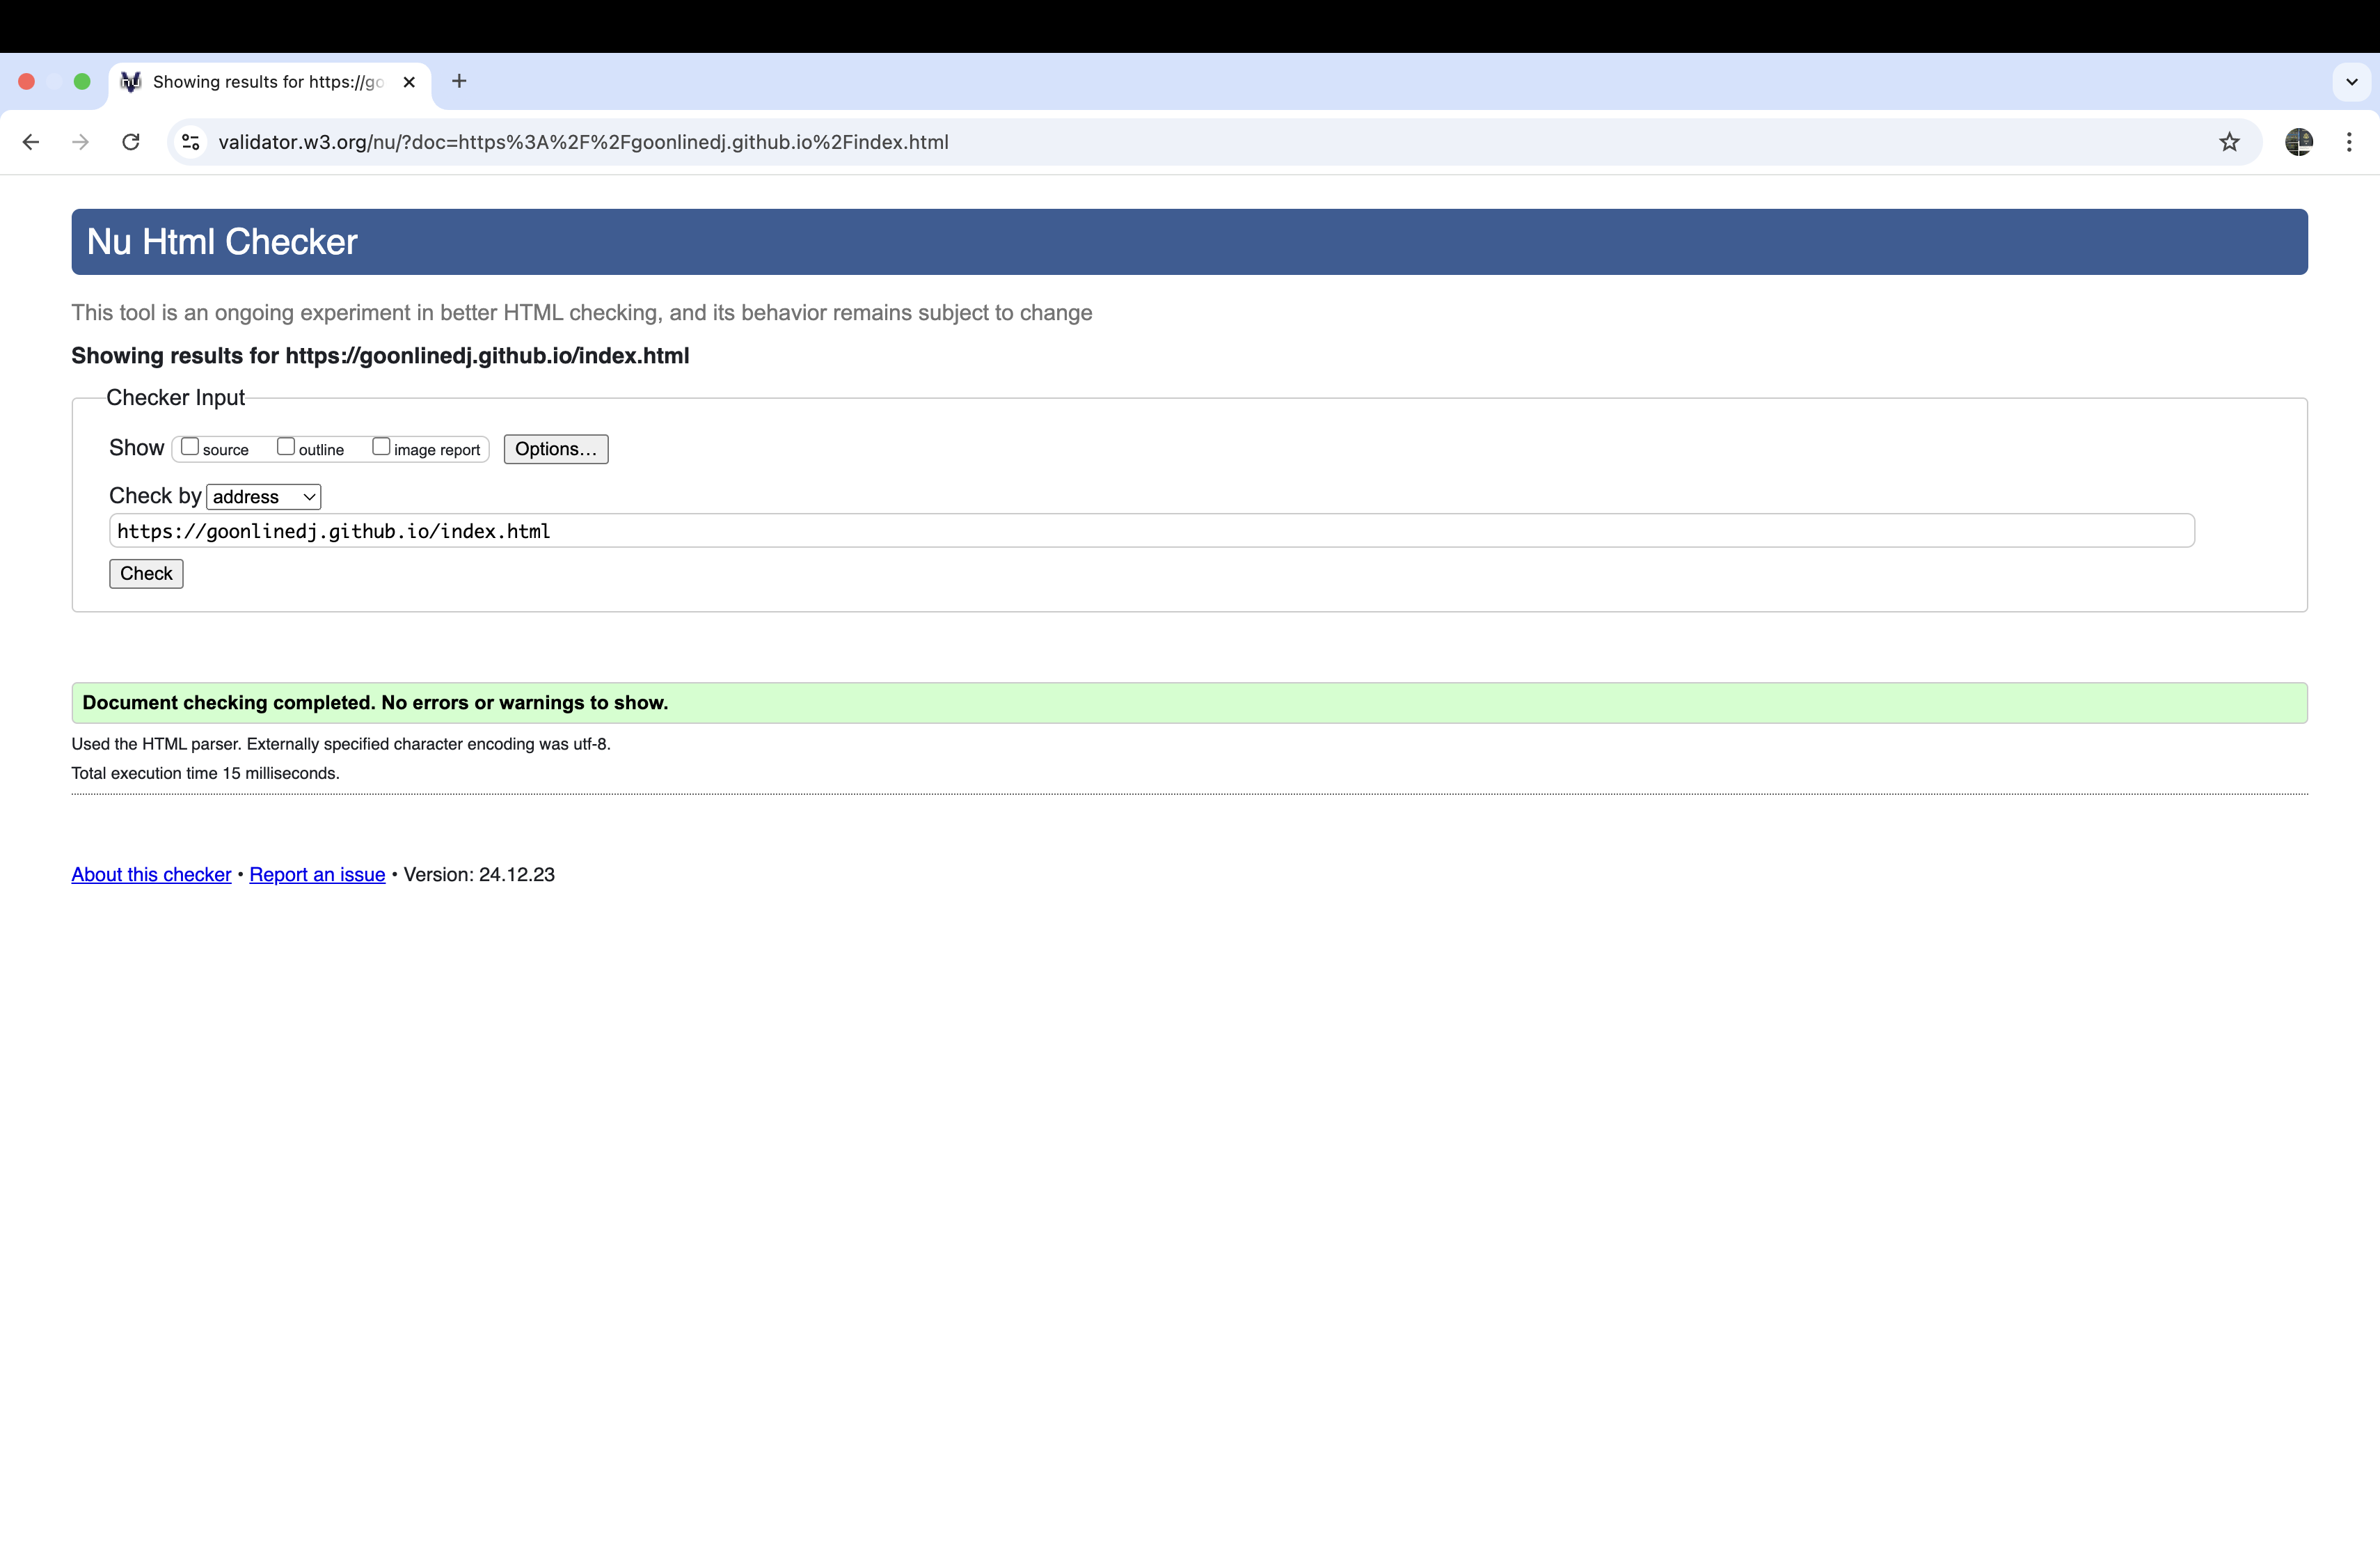 Showing results for https://go
validator.w3.org/nu/?doc=https%3A%2F%2Fgoonlinedj.github.io%2Findex.html
Nu Html Checker
This tool is an ongoing experiment in better HTML checking, and its behavior remains subject to change
Showing results for https://goonlinedj.github.io/index.html
Checker Input
Show source outline image report Options...
Check by address
https://goonlinedj.github.io/index.html
Check
Document checking completed. No errors or warnings to show.
Used the HTML parser. Externally specified character encoding was utf-8.
Total execution time 15 milliseconds.
About this checker • Report an issue • Version: 24.12.23